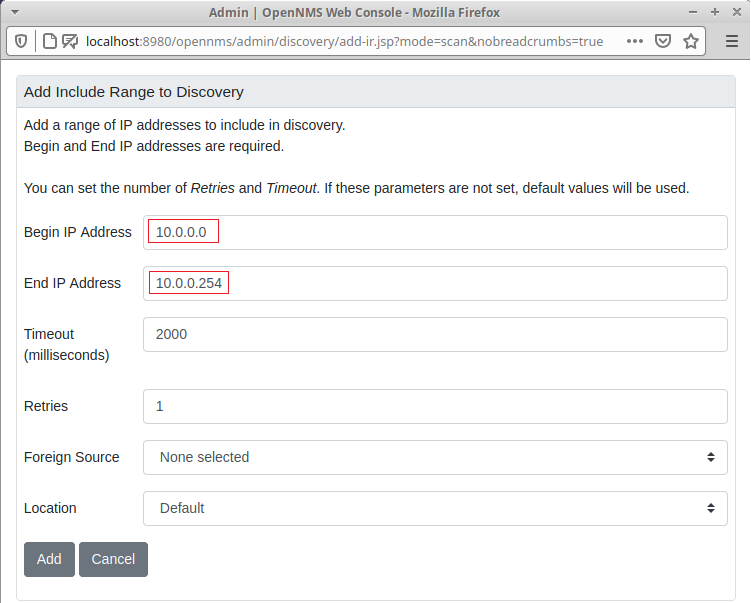 Admin | OpenNMS Web Console - Mozilla Firefox
localhost:8980/opennms/admin/discovery/add-ir.jsp?mode=scan&nobreadcrumbs=true
Add Include Range to Discovery
Add a range of IP addresses to include in discovery.
Begin and End IP addresses are required.
You can set the number of Retries and Timeout. If these parameters are not set, default values will be used.
Begin IP Address 10.0.0.0
End IP Address 10.0.0.254
Timeout 2000
(milliseconds)
Retries 1
Foreign Source None selected
Location Default
Add Cancel